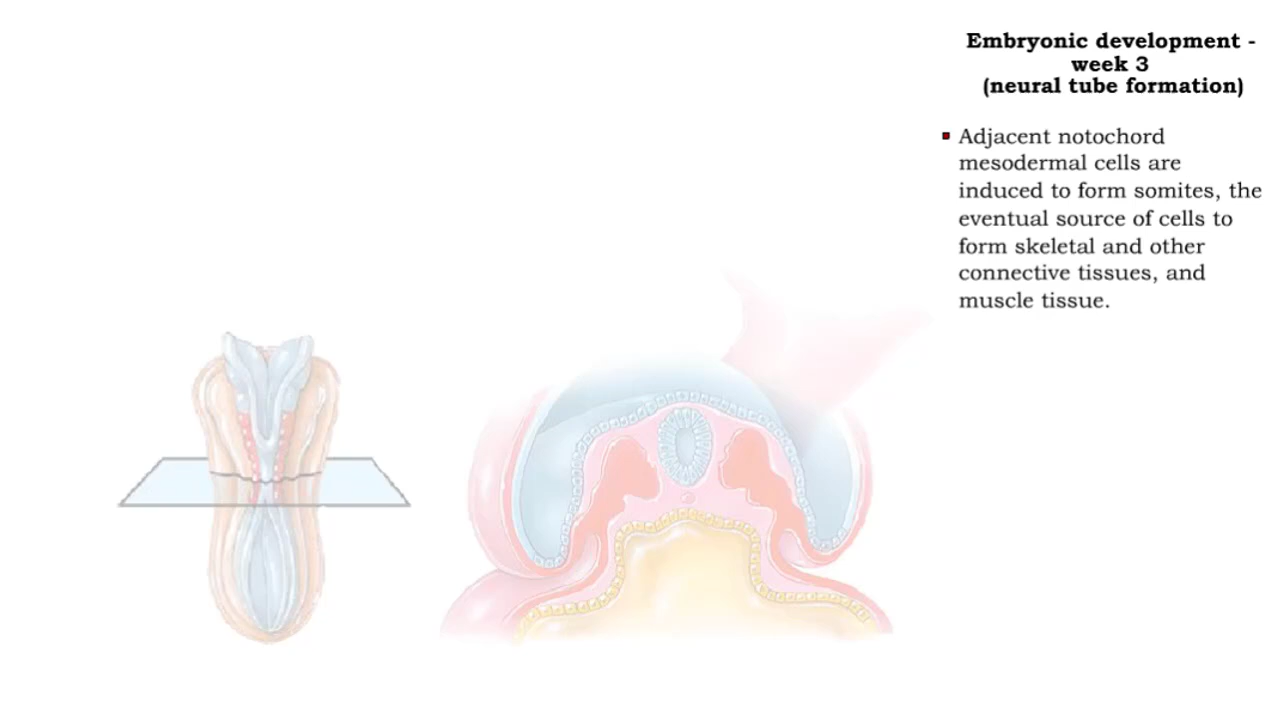 Embryonic development -
week 3
(neural tube formation)
Adjacent notochord
mesodermal cells are
induced to form somites, the
eventual source of cells to
form skeletal and other
connective tissues, and
muscle tissue.